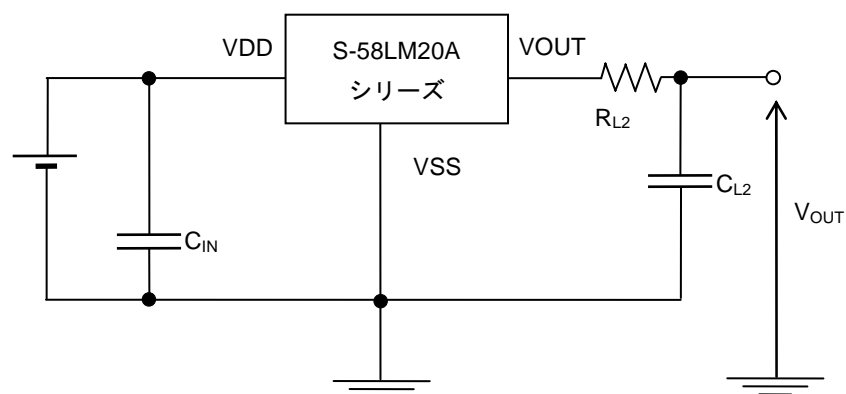 VDD
S-58LM20A
シリーズ
VOUT
RL2
VSS
CL2
CIN
VOUT